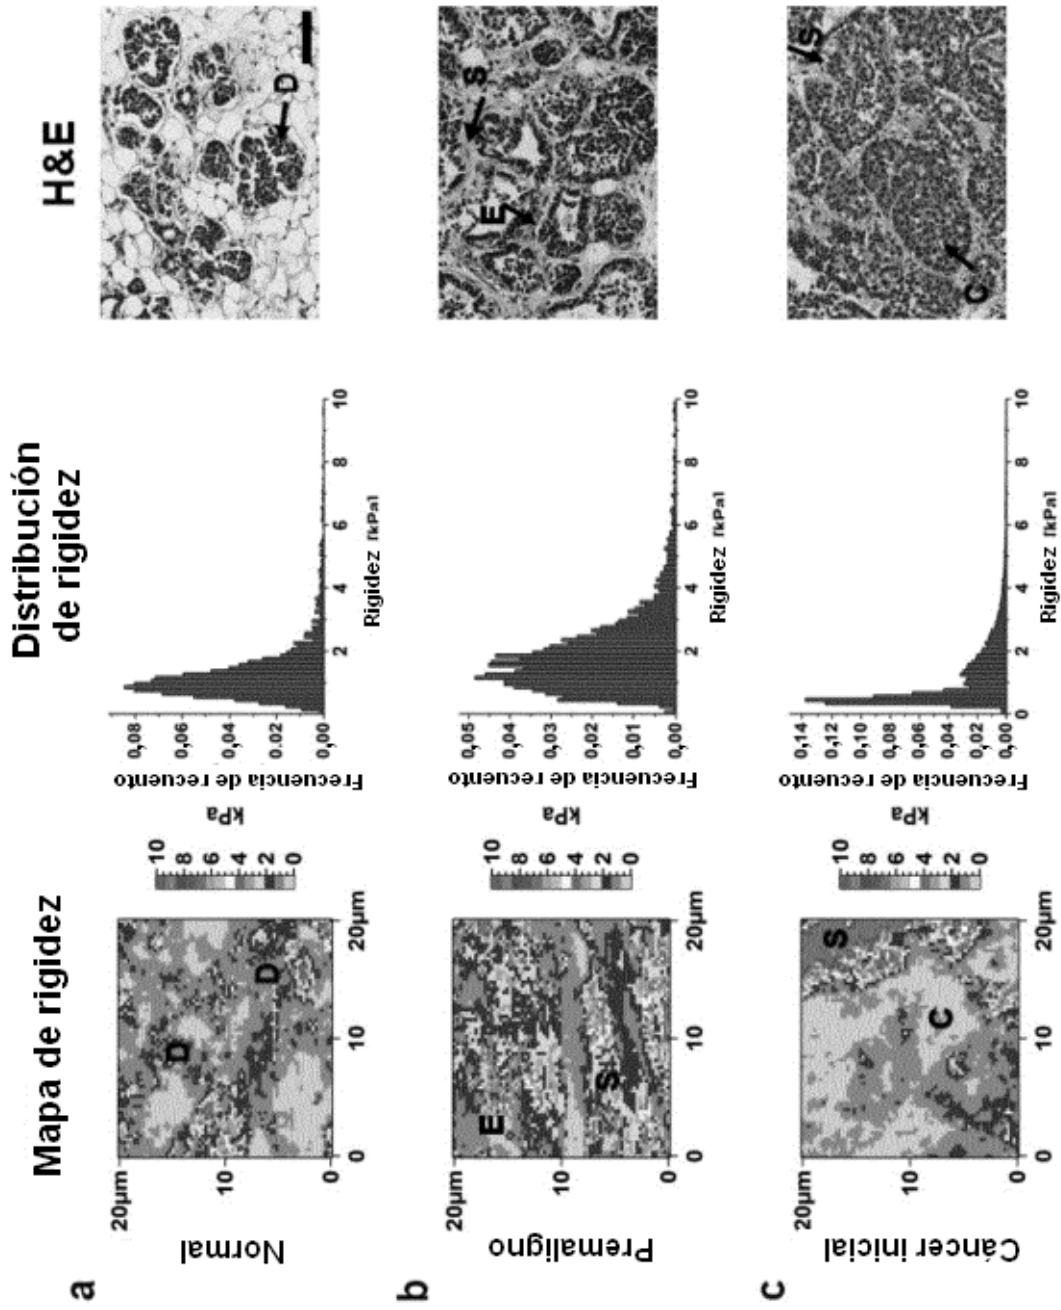 Mapa de rigidez
Distribución
de rigidez
H&E
a
Normal
20µm
10
0
0
10
20µm
D
D
10
8
6
4
2
0
kPa
Frecuencia de recuento
0,08
0,06
0,04
0.02
0,00
2
4
6
8
10
Rigidez [kPa]
D
b
Premaligno
20µm
10
0
0
10
20µm
E
S
10
8
6
4
2
0
kPa
Frecuencia de recuento
0,05
0,04
0,03
0,02
0,01
0,00
2
4
6
8
10
Rigidez [kPa]
E
S
c
Cáncer inicial
20µm
10
0
0
10
20µm
S
C
10
8
6
4
2
0
kPa
Frecuencia de recuento
0,14
0,12
0,10
0,08
0,06
0,04
0,02
0,00
0
2
4
6
8
10
Rigidez [kPa]
C
S